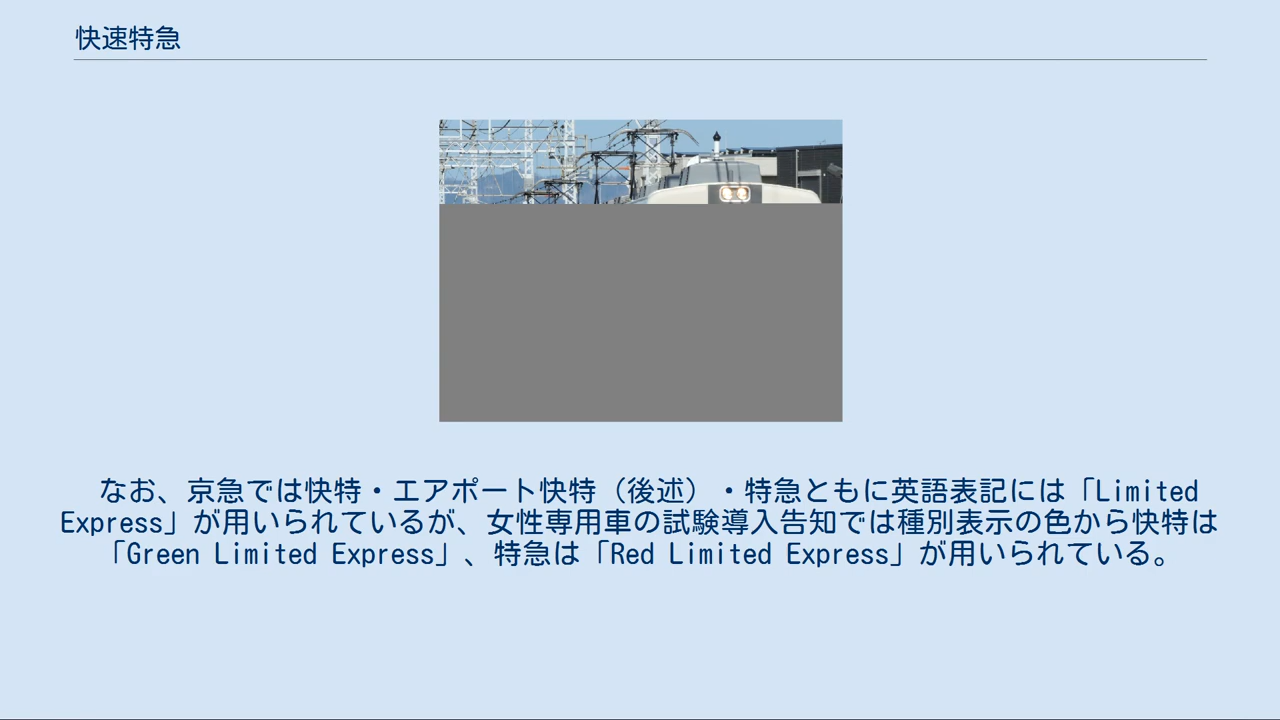 快速特急
なお、京急では快特・エアポート快特（後述）・特急ともに英語表記には「Limited
Express」が用いられているが、女性専用車の試験導入告知では種別表示の色から快特は
「Green Limited Express」、特急は「Red Limited Express」が用いられている。